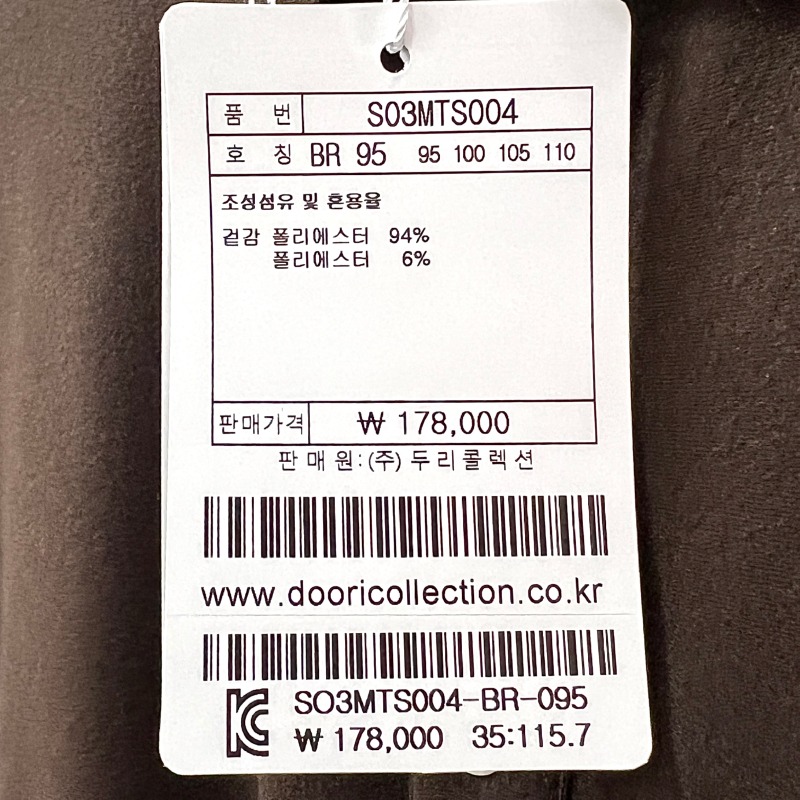 품 번 S03MTS004
호 칭 BR 95 95 100 105 110
조성섬유 및 혼용율
겉감 폴리에스터 94%
폴리에스터 6%
판매가격 ₩ 178,000
판 매 원:(주) 두리콜렉션
www.dooricollection.co.kr
SO3MTS004-BR-095
₩ 178,000 35:115.7